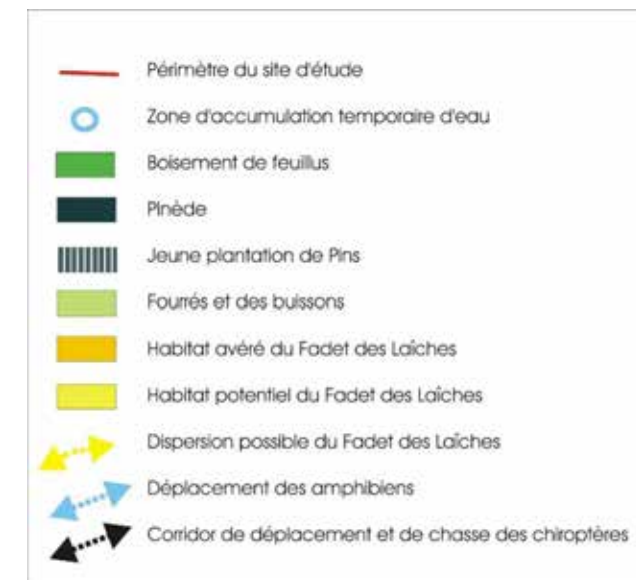 Périmètre du site d'étude
Zone d'accumulation temporaire d'eau
Boisement de feuillus
Pinède
Jeune plantation de Pins
Fourrés et des buissons
Habitat avéré du Fadet des Laîches
Habitat potentiel du Fadet des Laîches
Dispersion possible du Fadet des Laîches
Déplacement des amphibiens
Corridor de déplacement et de chasse des chiroptères